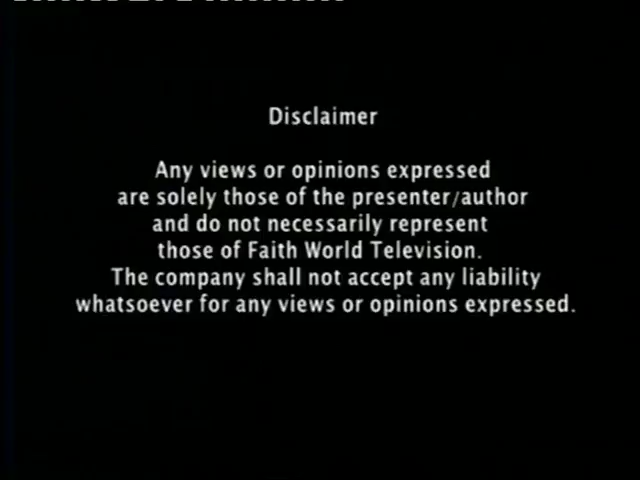 Disclaimer
Any views or opinions expressed
are solely those of the presenter/author
and do not necessarily represent
those of Faith World Television.
The company shall not accept any liability
whatsoever for any views or opinions expressed.